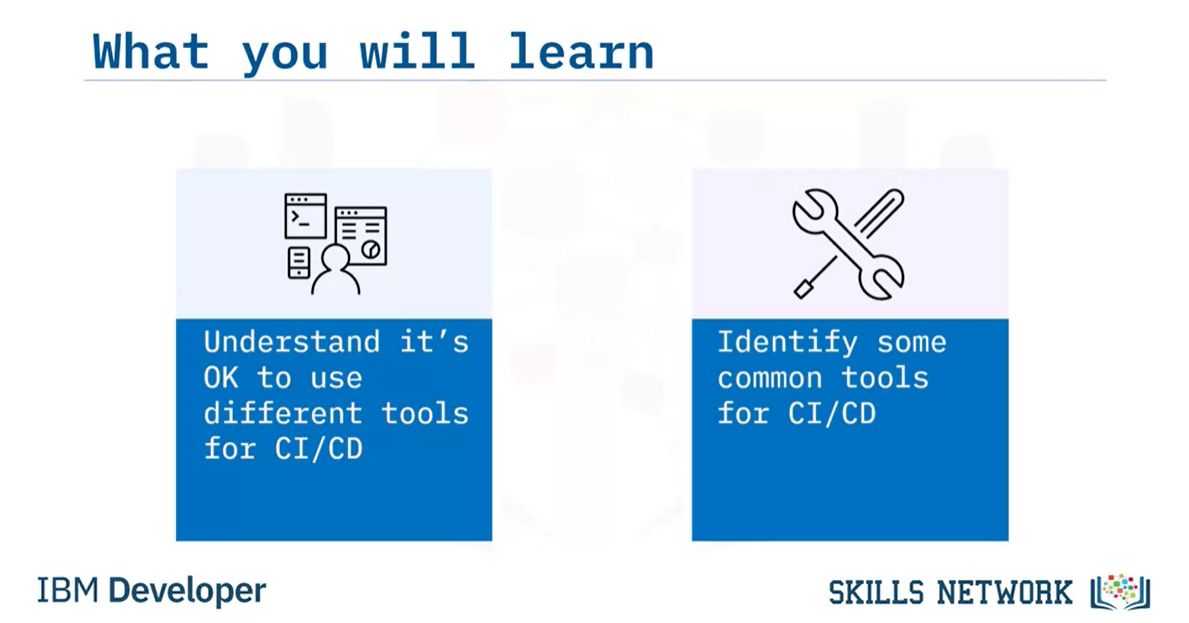 What you will learn
Understand it’s
OK to use
different tools
for CI/CD
Identify some
common tools
for CI/CD
IBM Developer
SKILLS NETWORK